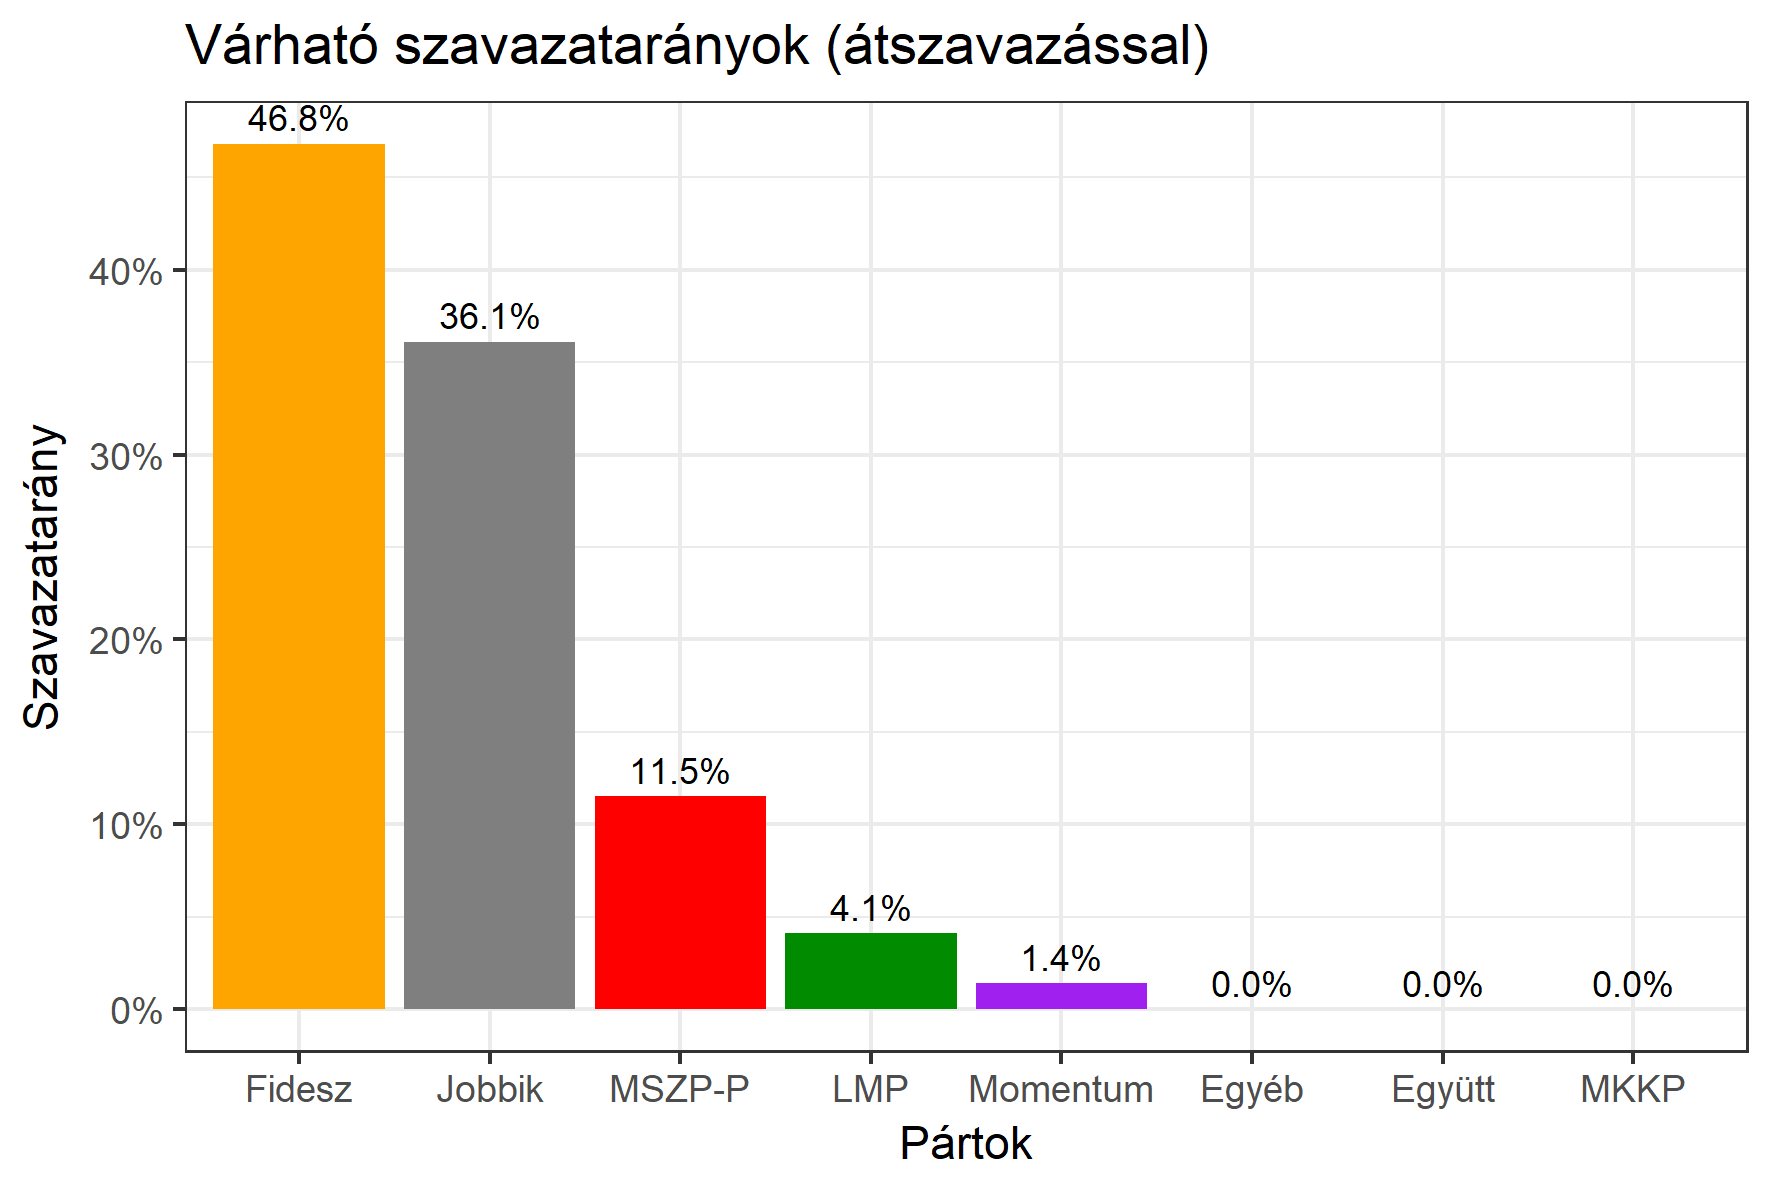 Várható szavazatarányok (átszavazással)
46.8%
36.1%
11.5%
4.1%
1.4%
0.0%
0.0%
0.0%
40%
30%
20%
10%
0%
Szavazatarány
Fidesz
Jobbik
MSZP-P
LMP
Momentum
Egyéb
Együtt
MKKP
Pártok